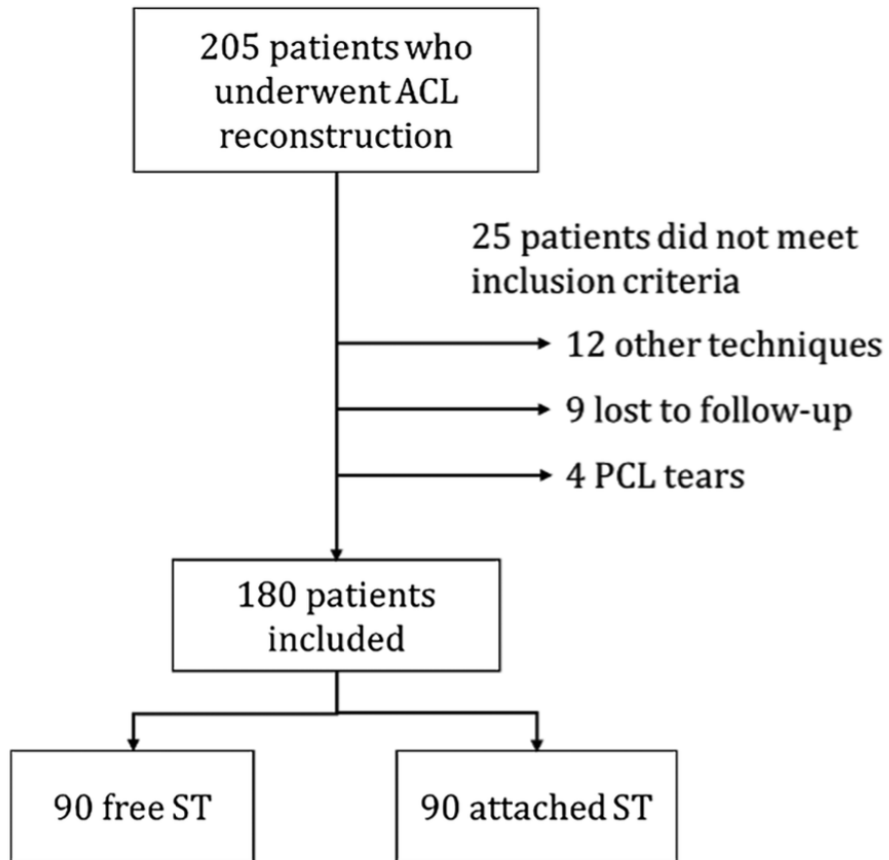 205 patients who
underwent ACL
reconstruction
25 patients did not meet
inclusion criteria
12 other techniques
9 lost to follow-up
4 PCL tears
180 patients
included
90 free ST
90 attached ST